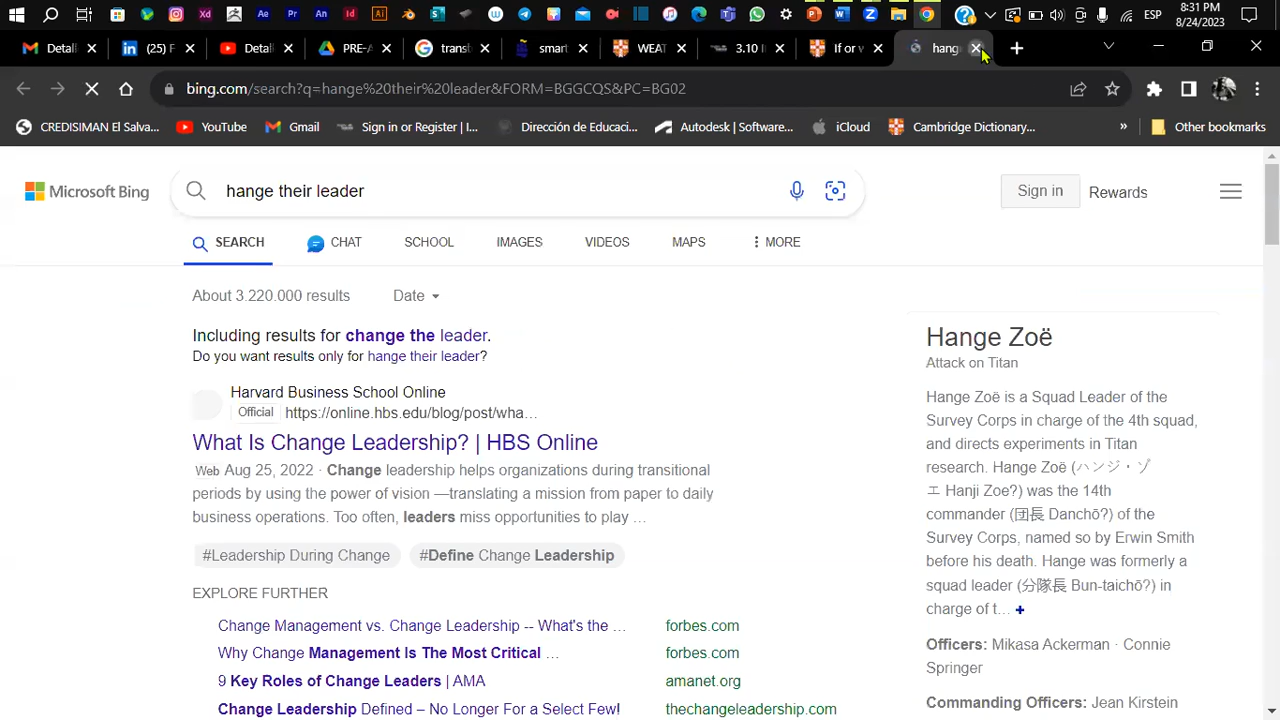 Xd
Ae
Pr
An
Id
Ai
ESP
8:31 PM
8/24/2023
Detall
(25) F
Detall
PRE-A
transl
smart
WEAT
3.10 I
If or v
hang
bing.com/search?q=hange%20their%20leader&FORM=BGGCQS&PC=BG02
CREDISIMAN El Salva...
YouTube
Gmail
Sign in or Register | I...
Dirección de Educaci...
Autodesk | Software...
iCloud
Cambridge Dictionary...
»
Other bookmarks
Microsoft Bing
hange their leader
Sign in
Rewards
SEARCH
CHAT
SCHOOL
IMAGES
VIDEOS
MAPS
MORE
About 3.220.000 results
Date
Including results for change the leader.
Do you want results only for hange their leader?
Harvard Business School Online
Official https://online.hbs.edu/blog/post/wha...
What Is Change Leadership? | HBS Online
Web Aug 25, 2022 · Change leadership helps organizations during transitional
periods by using the power of vision —translating a mission from paper to daily
business operations. Too often, leaders miss opportunities to play ...
#Leadership During Change
#Define Change Leadership
EXPLORE FURTHER
Change Management vs. Change Leadership -- What's the ...
forbes.com
Why Change Management Is The Most Critical ...
forbes.com
9 Key Roles of Change Leaders | AMA
amanet.org
Change Leadership Defined – No Longer For a Select Few!
thechangeleadership.com
Hange Zoë
Attack on Titan
Hange Zoë is a Squad Leader of the
Survey Corps in charge of the 4th squad,
and directs experiments in Titan
research. Hange Zoë (ハンジ・ゾ
エ Hanji Zoe?) was the 14th
commander (団長 Danchō?) of the
Survey Corps, named so by Erwin Smith
before his death. Hange was formerly a
squad leader (分隊長 Bun-taichō?) in
charge of t... +
Officers: Mikasa Ackerman · Connie
Springer
Commanding Officers: Jean Kirstein